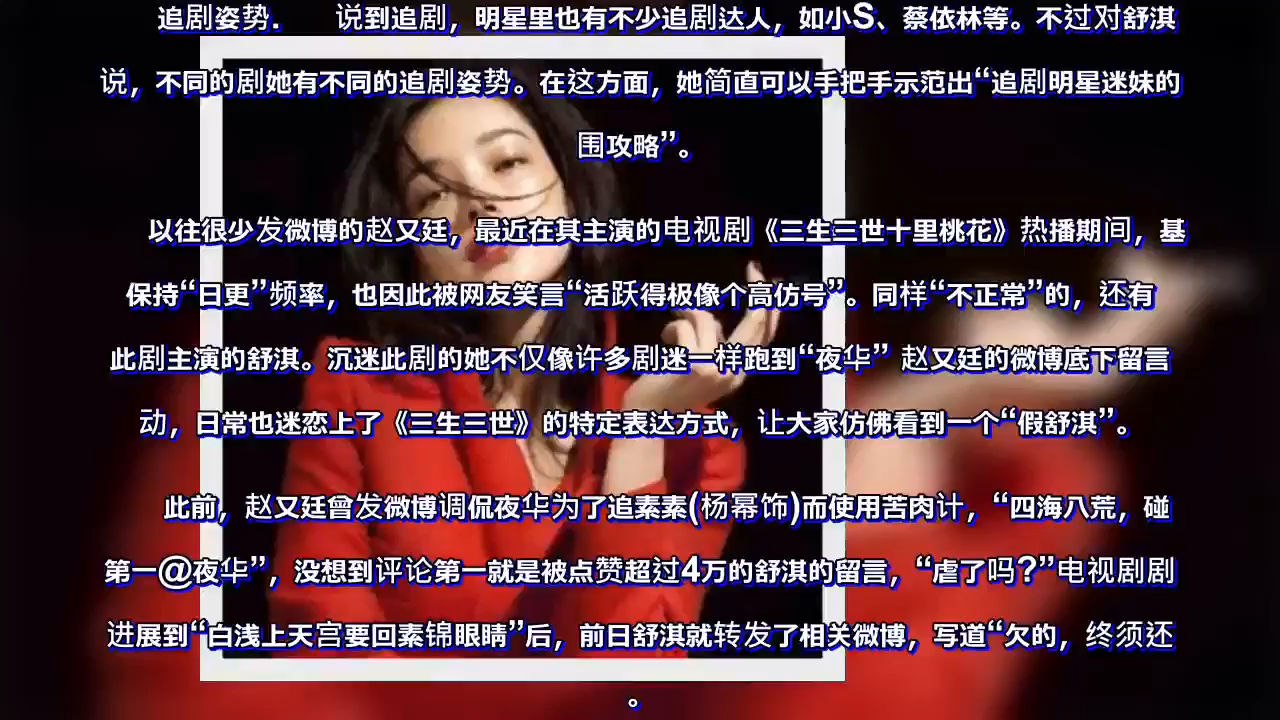 追剧姿势. 说到追剧，明星里也有不少追剧达人，如小S、蔡依林等。不过对舒淇
说，不同的剧她有不同的追剧姿势。在这方面，她简直可以手把手示范出“追剧明星迷妹的
围攻略”。
以往很少发微博的赵又廷，最近在其主演的电视剧《三生三世十里桃花》热播期间，基
保持“日更”频率，也因此被网友笑言“活跃得极像个高仿号”。同样“不正常”的，还有
此剧主演的舒淇。沉迷此剧的她不仅像许多剧迷一样跑到“夜华” 赵又廷的微博底下留言
动，日常也迷恋上了《三生三世》的特定表达方式，让大家仿佛看到一个“假舒淇”。
此前，赵又廷曾发微博调侃夜华为了追素素(杨幂饰)而使用苦肉计，“四海八荒，碰
第一@夜华”，没想到评论第一就是被点赞超过4万的舒淇的留言，“虐了吗?”电视剧剧
进展到“白浅上天宫要回素锦眼睛”后，前日舒淇就转发了相关微博，写道“欠的，终须还
。